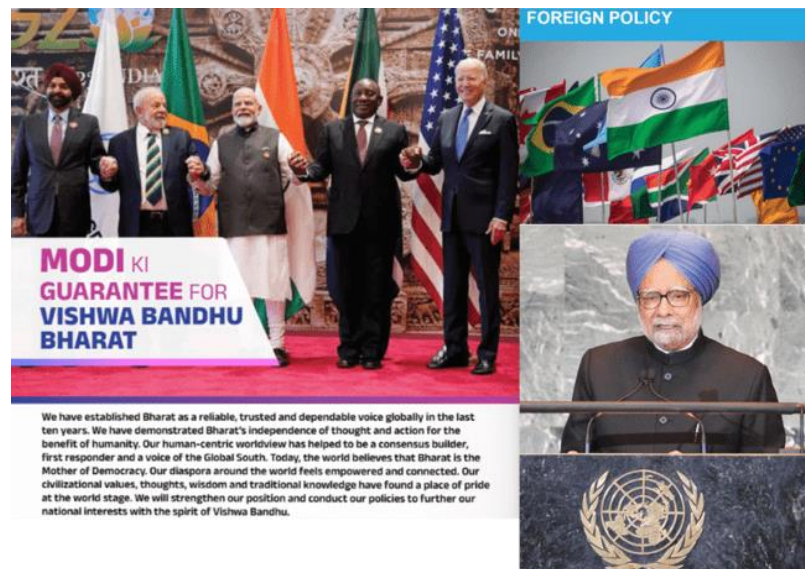 INDIA
ON
FAMIL
MODI KI
GUARANTEE FOR
VISHWA BANDHU
BHARAT
We have established Bharat as a reliable, trusted and dependable voice globally in the last
ten years. We have demonstrated Bharat's independence of thought and action for the
benefit of humanity. Our human-centric worldview has helped to be a consensus builder,
first responder and a voice of the Global South. Today, the world believes that Bharat is the
Mother of Democracy. Our diaspora around the world feels empowered and connected. Our
civilizational values, thoughts, wisdom and traditional knowledge have found a place of pride
at the world stage. We will strengthen our position and conduct our policies to further our
national interests with the spirit of Vishwa Bandhu.
FOREIGN POLICY